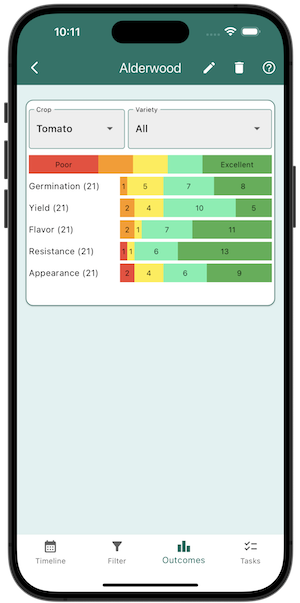 10:11
Alderwood
Crop Variety
Tomato All
Poor Excellent
Germination (21) 1 5 7 8
Yield (21) 2 4 10 5
Flavor (21) 2 1 7 11
Resistance (21) 1 1 6 13
Appearance (21) 2 4 6 9
Timeline Filter Outcomes Tasks